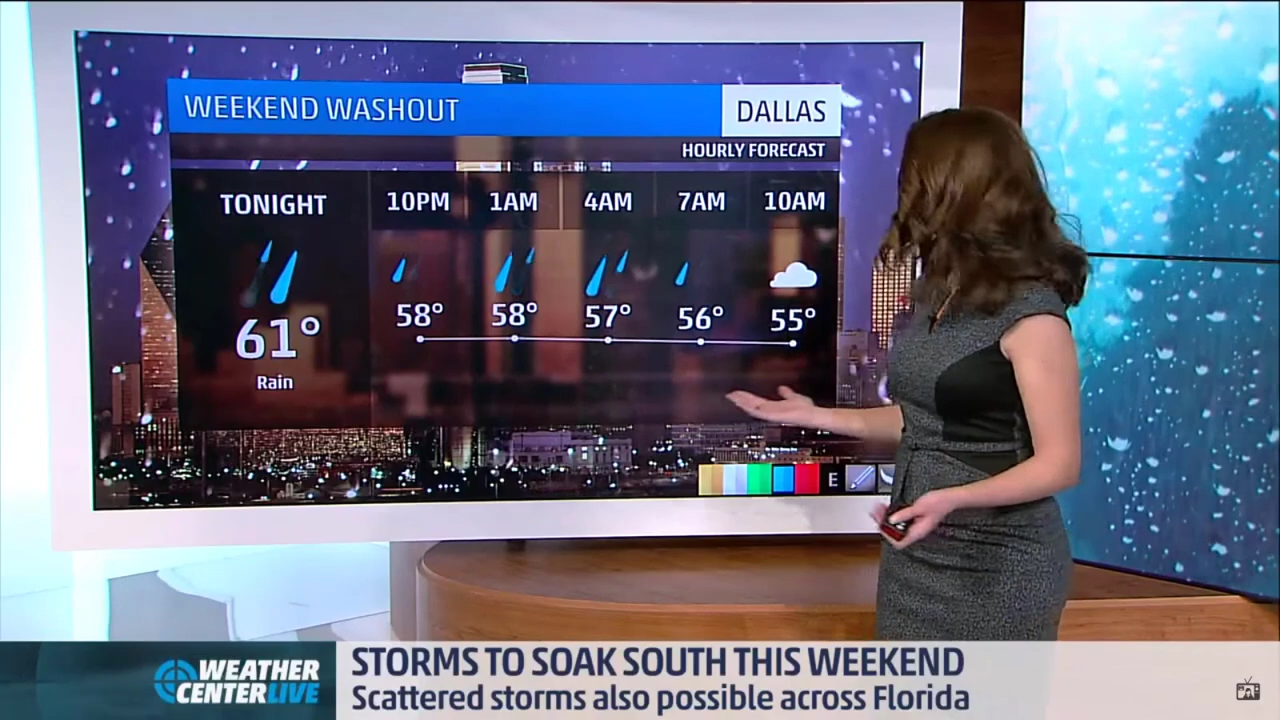 WEEKEND WASHOUT
DALLAS
HOURLY FORECAST
TONIGHT
10PM 1AM 4AM 7AM 10AM
61°
58° 58° 57° 56° 55°
Rain
E
WEATHER
CENTER LIVE
STORMS TO SOAK SOUTH THIS WEEKEND
Scattered storms also possible across Florida